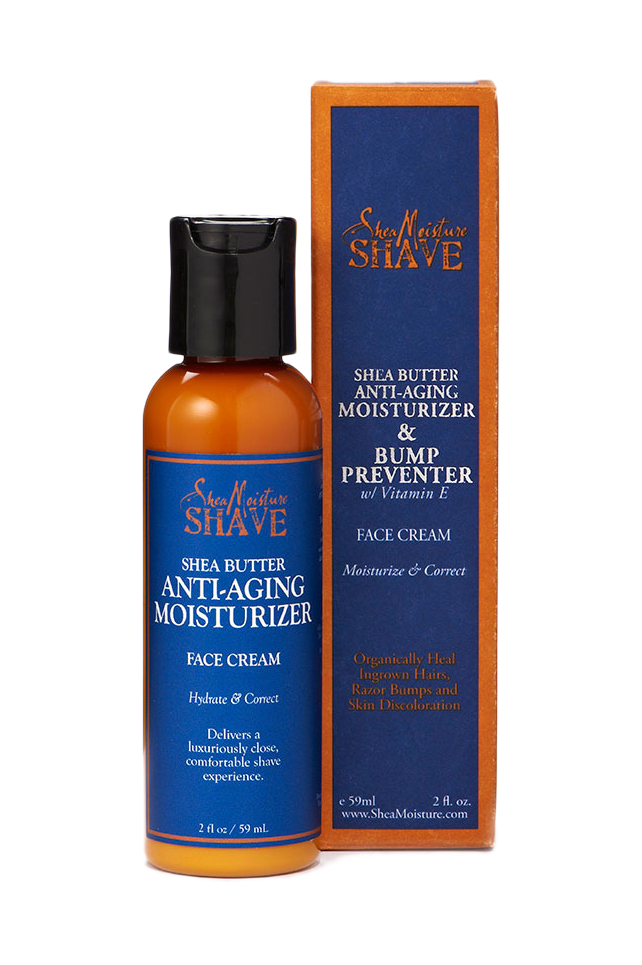 SheaMoisture
SHAVE
SHEA BUTTER
ANTI-AGING
MOISTURIZER
FACE CREAM
Hydrate & Correct
Delivers a
luxuriously close,
comfortable shave
experience.
2 fl oz / 59 mL
SheaMoisture
SHAVE
SHEA BUTTER
ANTI-AGING
MOISTURIZER
&
BUMP
PREVENTER
w/ Vitamin E
FACE CREAM
Moisturize & Correct
Organically Heal
Ingrown Hairs,
Razor Bumps and
Skin Discoloration
e 59ml 2 fl. oz.
www.SheaMoisture.com